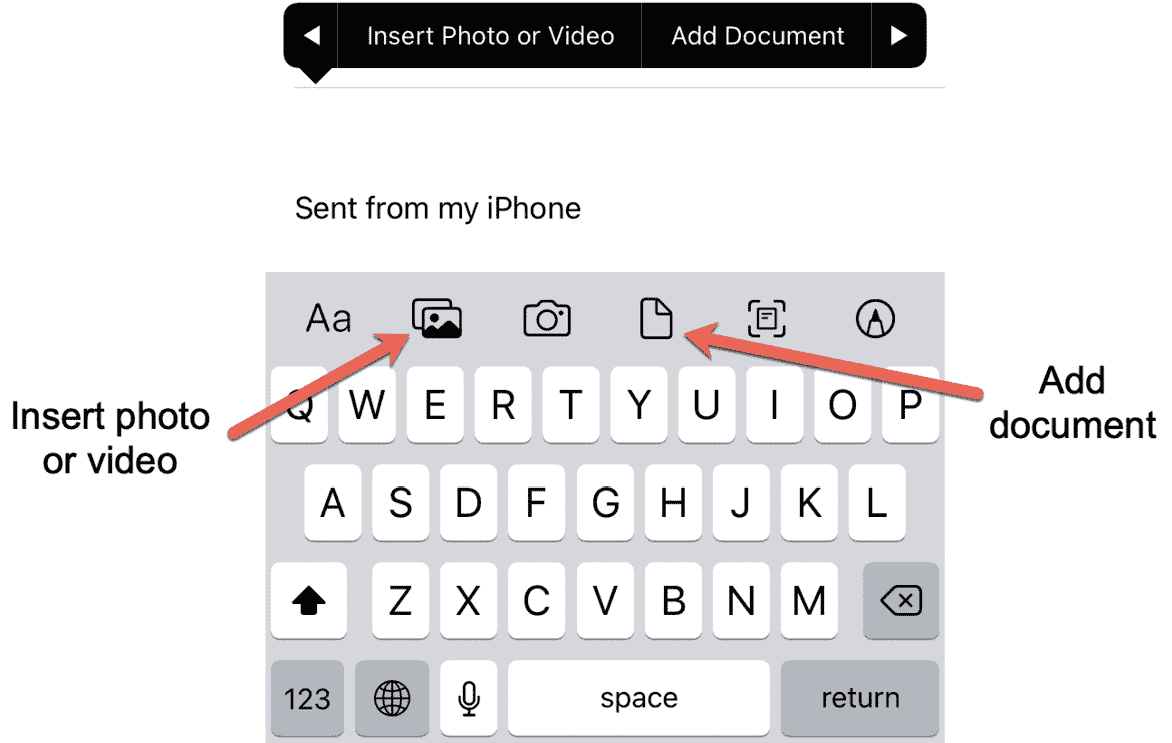 Insert Photo or Video Add Document
Sent from my iPhone
Aa
Q W E R T Y U I O P
Insert photo
or video
Add
document
A S D F G H J K L
Z X C V B N M
123 space return